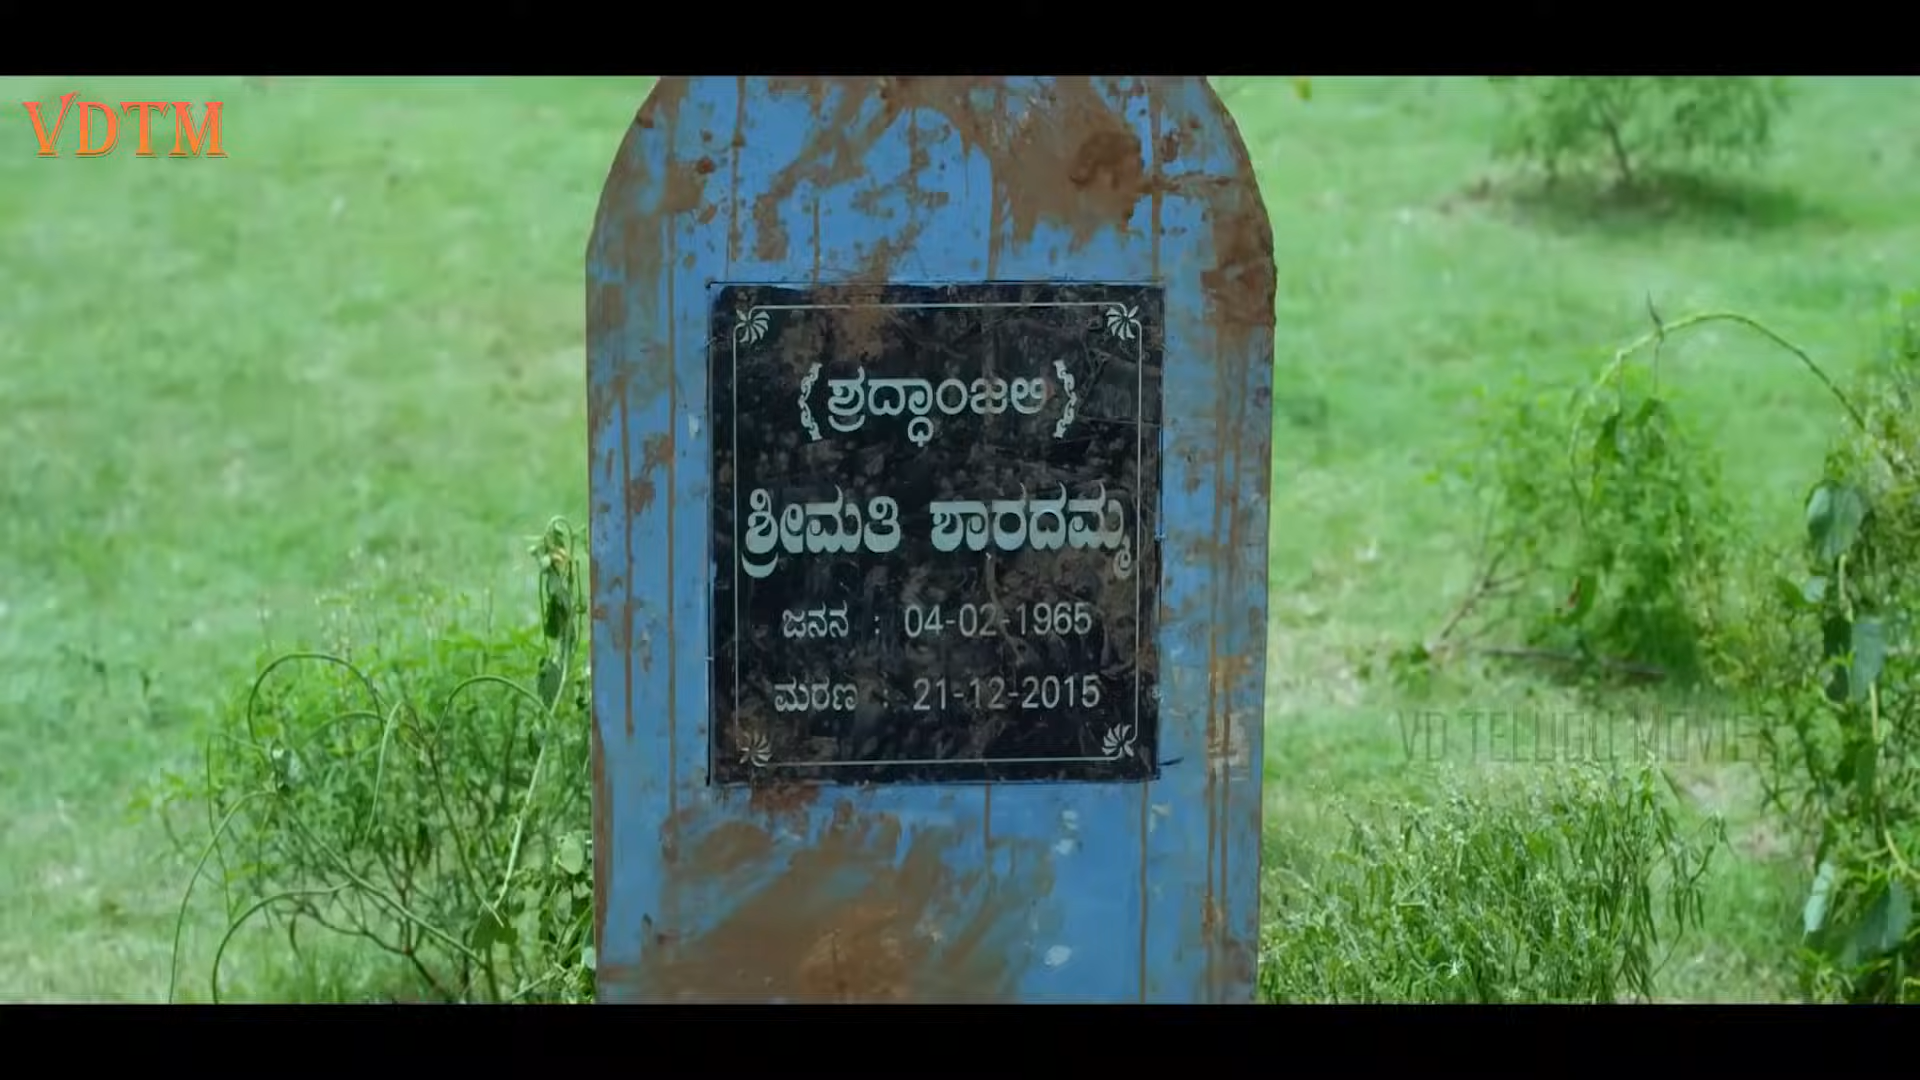 VDTM
ಶ್ರದ್ಧಾಂಜಲಿ
ಶ್ರೀಮತಿ ಶಾರದಮ್ಮ
ಜನನ : 04-02-1965
ಮರಣ : 21-12-2015
VD TELUGU MOVIES